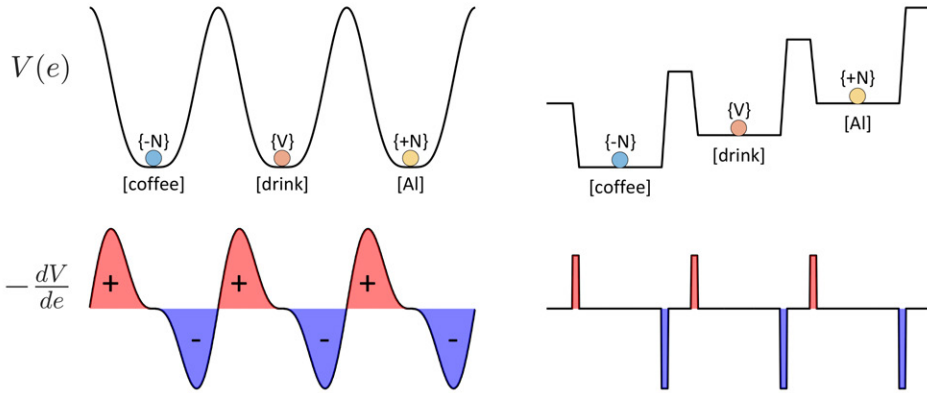 V(e)
{-N} {V} {+N}
[coffee] [drink] [Al]
{+N}
[Al]
{V}
[drink]
{-N}
[coffee]
-dV/de
+ + +
- - -